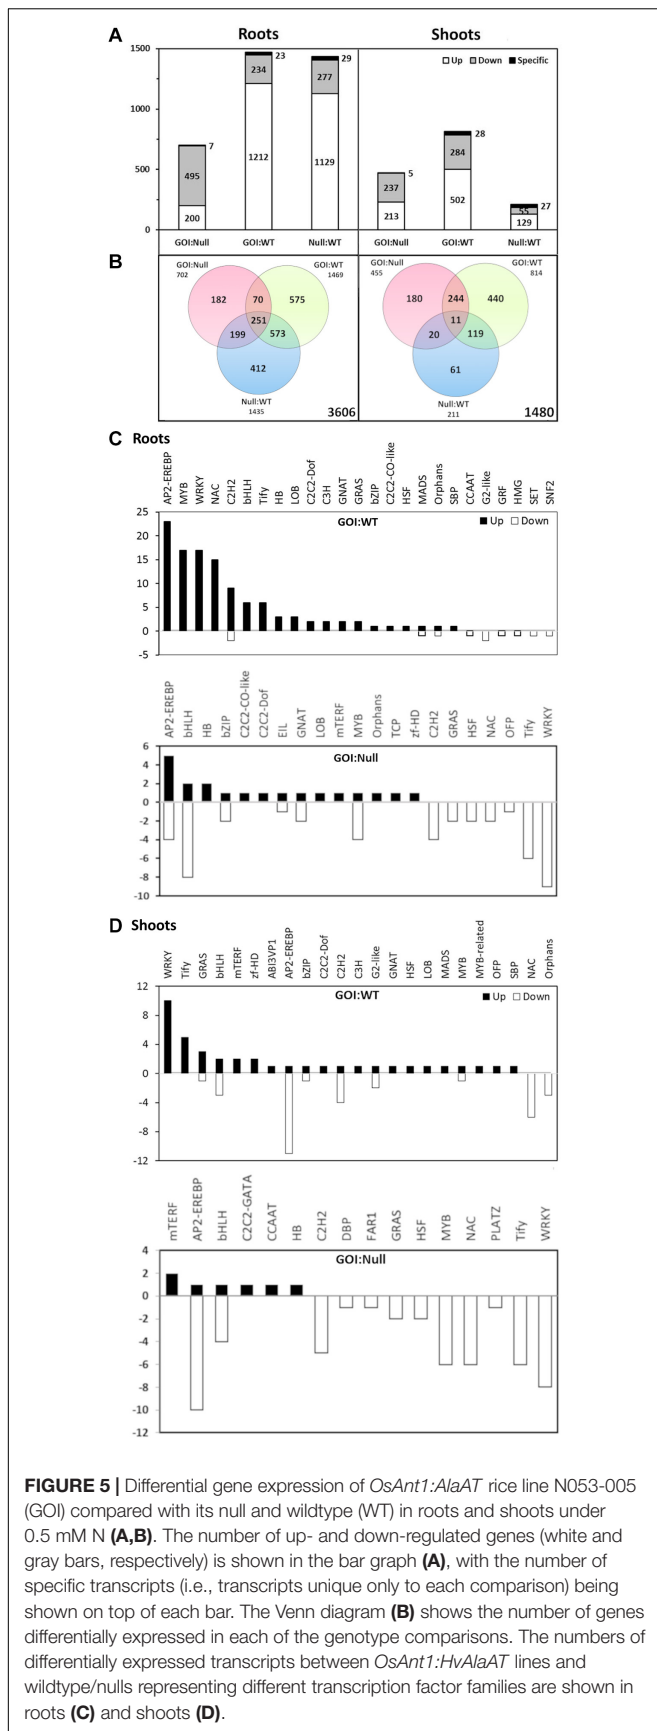 A
Roots
Shoots
1500
1000
500
0
Up Down Specific
7
495
200
23
234
1212
29
277
1129
5
237
213
28
284
502
27
55
129
GOI:Null GOI:WT Null:WT GOI:Null GOI:WT Null:WT
B
GOI:Null
702
GOI:WT
1469
182 70 575
251
199 573
412
Null:WT
1435
3606
GOI:Null
455
GOI:WT
814
180 244 440
11
20 119
61
Null:WT
211
1480
C Roots
AP2-EREBP MYB WRKY NAC C2H2 bHLH Tify HB LOB C2C2-Dof C3H GNAT GRAS bZIP C2C2-CO-like HSF MADS Orphans SBP CCAAT G2-like GRF HMG SET SNF2
GOI:WT
Up Down
25
20
15
10
5
0
-5
AP2-EREBP bHLH HB bZIP C2C2-CO-like C2C2-Dof EIL GNAT LOB mTERF MYB Orphans TCP zf-HD C2H2 GRAS HSF NAC OFP Tify WRKY
GOI:Null
6
4
2
0
-2
-4
-6
-8
-10
D Shoots
WRKY Tify GRAS bHLH mTERF zf-HD ABI3VP1 AP2-EREBP bZIP C2C2-Dof C2H2 C3H G2-like GNAT HSF LOB MADS MYB MYB-related OFP SBP NAC Orphans
GOI:WT
Up Down
12
8
4
0
-4
-8
-12
mTERF AP2-EREBP bHLH C2C2-GATA CCAAT HB C2H2 DBP FAR1 GRAS HSF MYB NAC PLATZ Tify WRKY
GOI:Null
4
2
0
-2
-4
-6
-8
-10
-12
FIGURE 5 | Differential gene expression of OsAnt1:AlaAT rice line N053-005
(GOI) compared with its null and wildtype (WT) in roots and shoots under
0.5 mM N (A,B). The number of up- and down-regulated genes (white and
gray bars, respectively) is shown in the bar graph (A), with the number of
specific transcripts (i.e., transcripts unique only to each comparison) being
shown on top of each bar. The Venn diagram (B) shows the number of genes
differentially expressed in each of the genotype comparisons. The numbers of
differentially expressed transcripts between OsAnt1:HvAlaAT lines and
wildtype/nulls representing different transcription factor families are shown in
roots (C) and shoots (D).